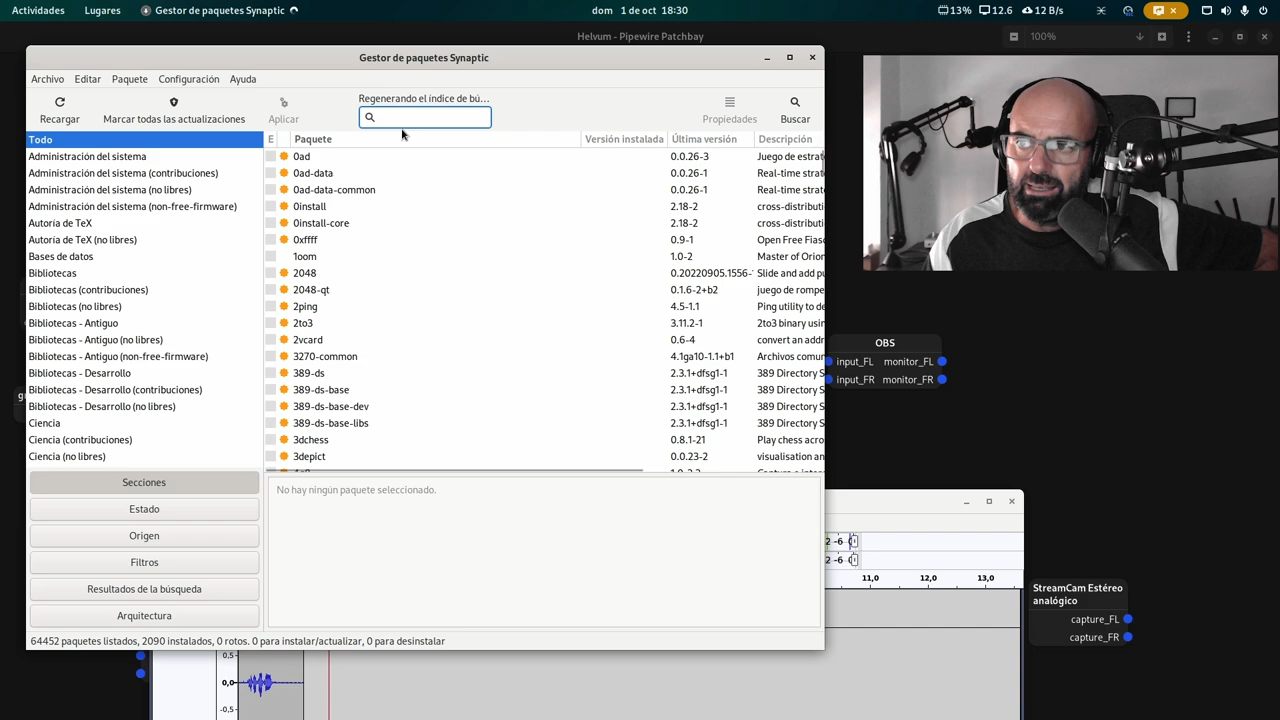 Actividades Lugares Gestor de paquetes Synaptic dom 1 de oct 18:30 13% 12.6 12 B/s
Helvum - Pipewire Patchbay 100%
Gestor de paquetes Synaptic
Archivo Editar Paquete Configuración Ayuda
Recargar Marcar todas las actualizaciones Aplicar Regenerando el índice de bú... Propiedades Buscar
E Paquete Versión instalada Última versión Descripción
Todo
Administración del sistema
Administración del sistema (contribuciones)
Administración del sistema (no libres)
Administración del sistema (non-free-firmware)
Autoría de TeX
Autoría de TeX (no libres)
Bases de datos
Bibliotecas
Bibliotecas (contribuciones)
Bibliotecas (no libres)
Bibliotecas - Antiguo
Bibliotecas - Antiguo (no libres)
Bibliotecas - Antiguo (non-free-firmware)
Bibliotecas - Desarrollo
Bibliotecas - Desarrollo (contribuciones)
Bibliotecas - Desarrollo (no libres)
Ciencia
Ciencia (contribuciones)
Ciencia (no libres)
0ad 0.0.26-3 Juego de estrat
0ad-data 0.0.26-1 Real-time strate
0ad-data-common 0.0.26-1 Real-time strate
0install 2.18-2 cross-distributi
0install-core 2.18-2 cross-distributi
0xffff 0.9-1 Open Free Fias
1oom 1.0-2 Master of Orion
2048 0.20220905.1556- Slide and add pu
2048-qt 0.1.6-2+b2 juego de rompe
2ping 4.5-1.1 Ping utility to de
2to3 3.11.2-1 2to3 binary usin
2vcard 0.6-4 convert an addr
3270-common 4.1ga10-1.1+b1 Archivos comun
389-ds 2.3.1+dfsg1-1 389 Directory S
389-ds-base 2.3.1+dfsg1-1 389 Directory S
389-ds-base-dev 2.3.1+dfsg1-1 389 Directory S
389-ds-base-libs 2.3.1+dfsg1-1 389 Directory S
3dchess 0.8.1-21 Play chess acro
3depict 0.0.23-2 visualisation an
Secciones
Estado
Origen
Filtros
Resultados de la búsqueda
Arquitectura
No hay ningún paquete seleccionado.
64452 paquetes listados, 2090 instalados, 0 rotos. 0 para instalar/actualizar, 0 para desinstalar
OBS
input_FL monitor_FL
input_FR monitor_FR
2 -6 0
2 -6 0
11,0 12,0 13,0
StreamCam Estéreo
analógico
capture_FL
capture_FR
0,5
0,0
-0,5